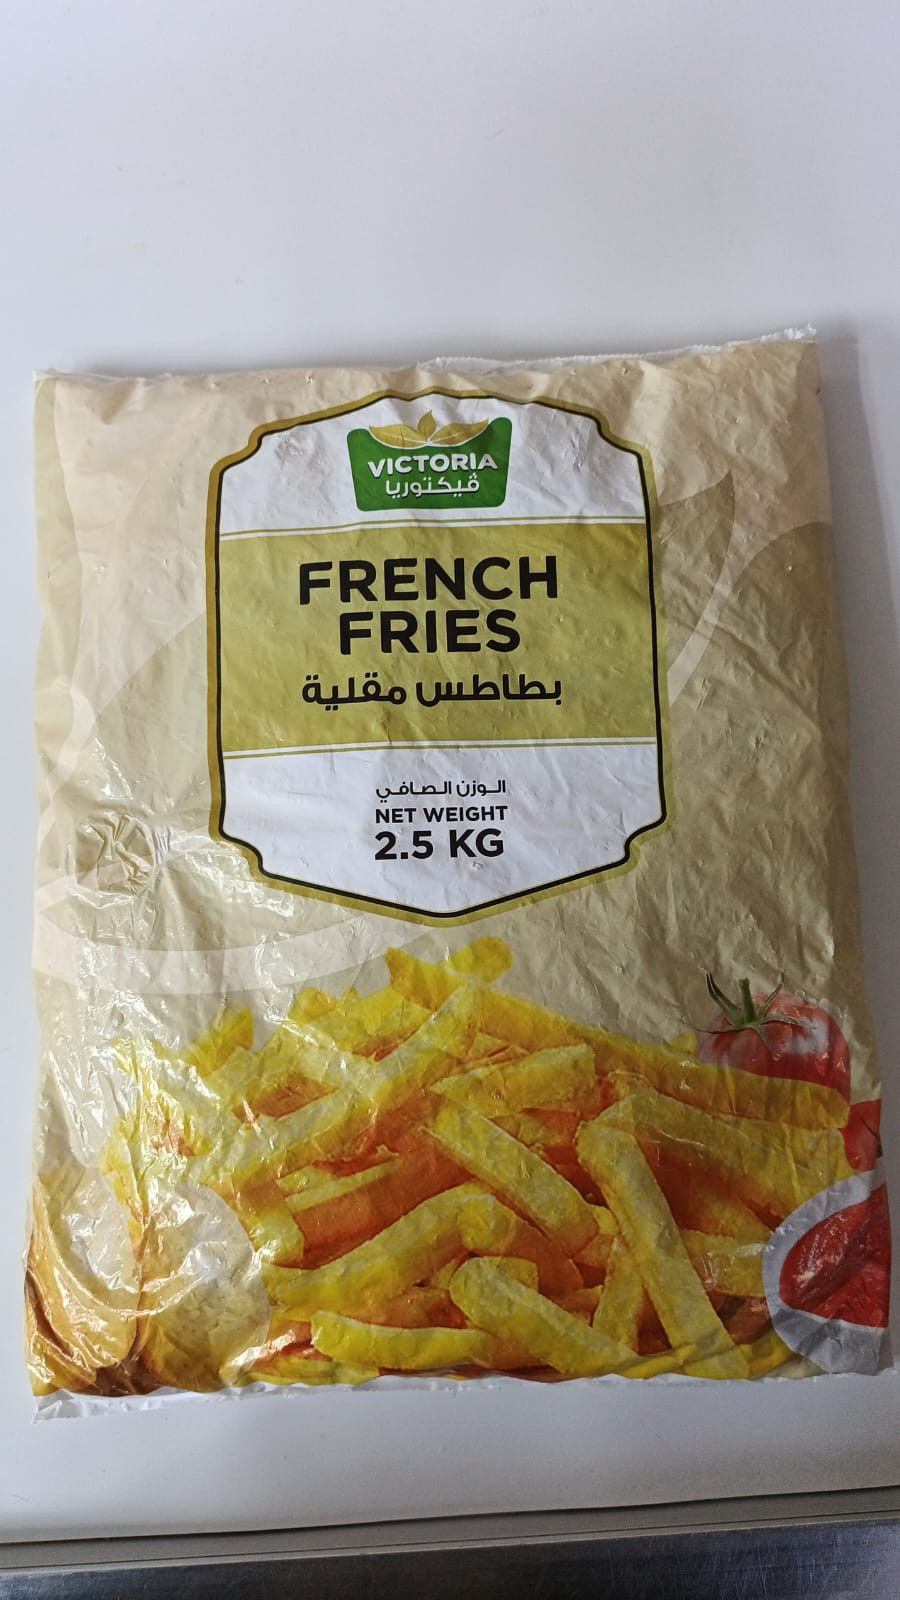 VICTORIA
ڤيكتوريا
FRENCH
FRIES
بطاطس مقلية
الوزن الصافي
NET WEIGHT
2.5 KG